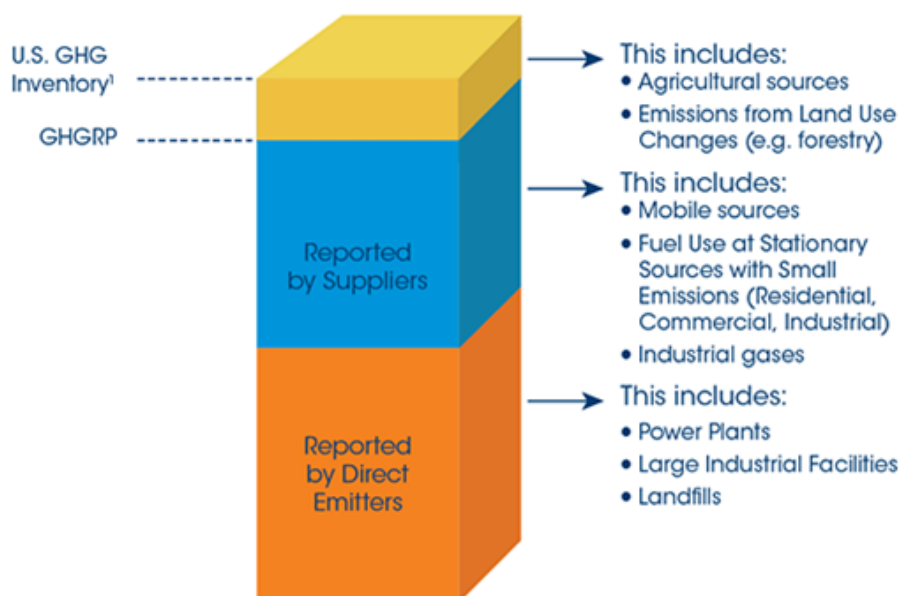 U.S. GHG
Inventory¹
GHGRP
Reported
by Suppliers
Reported
by Direct
Emitters
This includes:
• Agricultural sources
• Emissions from Land Use
Changes (e.g. forestry)
This includes:
• Mobile sources
• Fuel Use at Stationary
Sources with Small
Emissions (Residential,
Commercial, Industrial)
• Industrial gases
This includes:
• Power Plants
• Large Industrial Facilities
• Landfills